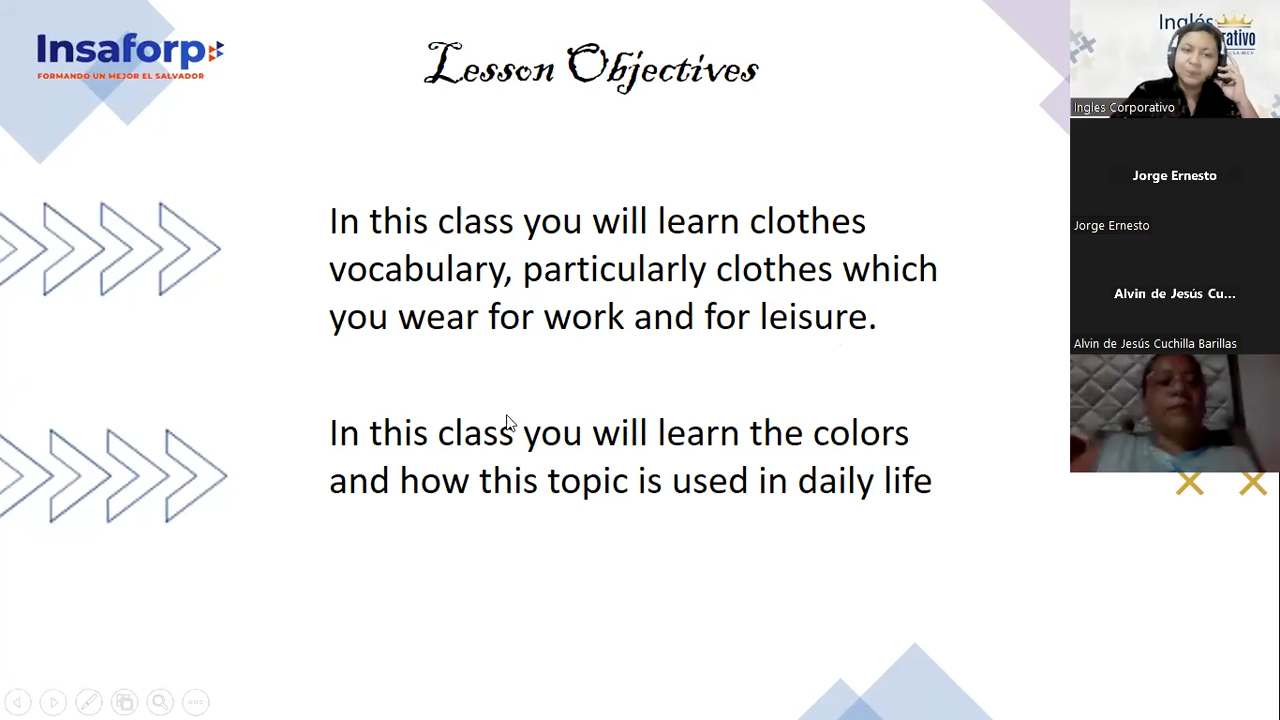 Insaforp
FORMANDO UN MEJOR EL SALVADOR
Lesson Objectives
In this class you will learn clothes
vocabulary, particularly clothes which
you wear for work and for leisure.
In this class you will learn the colors
and how this topic is used in daily life
Inglés
rativo
Ingles Corporativo
Jorge Ernesto
Jorge Ernesto
Alvin de Jesús Cu...
Alvin de Jesús Cuchilla Barillas